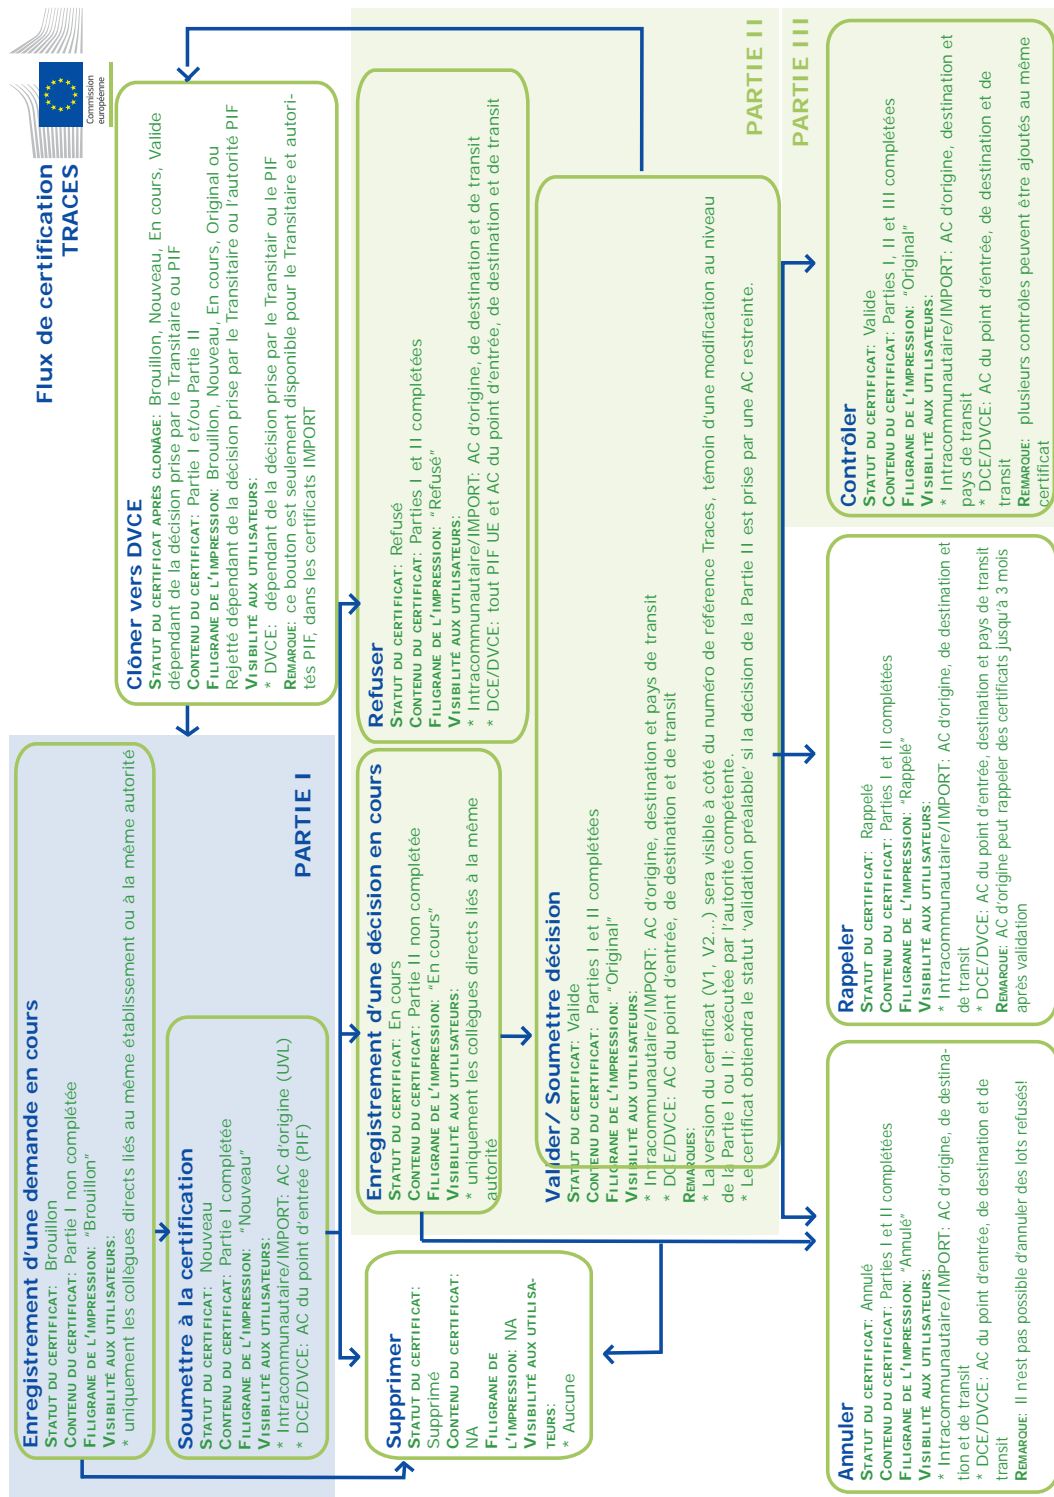 Flux de certification
TRACES
Commission
européenne
Enregistrement d'une demande en cours
STATUT DU CERTIFICAT: Brouillon
CONTENU DU CERTIFICAT: Partie I non complétée
FILIGRANE DE L'IMPRESSION: "Brouillon"
VISIBILITÉ AUX UTILISATEURS:
* uniquement les collègues directs liés au même établissement ou à la même autorité
Soumettre à la certification
STATUT DU CERTIFICAT: Nouveau
CONTENU DU CERTIFICAT: Partie I complétée
FILIGRANE DE L'IMPRESSION: "Nouveau"
VISIBILITÉ AUX UTILISATEURS:
* Intracommunautaire/IMPORT: AC d'origine (UVL)
* DCE/DVCE: AC du point d'entrée (PIF)
PARTIE I
Clôner vers DVCE
STATUT DU CERTIFICAT APRÈS CLONÂGE: Brouillon, Nouveau, En cours, Valide
dépendant de la décision prise par le Transitaire ou PIF
CONTENU DU CERTIFICAT: Partie I et/ou Partie II
FILIGRANE DE L'IMPRESSION: Brouillon, Nouveau, En cours, Original ou
Rejetté dépendant de la décision prise par le Transitaire ou l'autorité PIF
VISIBILITÉ AUX UTILISATEURS:
* DVCE: dépendant de la décision prise par le Transitair ou le PIF
REMARQUE: ce bouton est seulement disponible pour le Transitaire et autori-
tés PIF, dans les certificats IMPORT
Supprimer
STATUT DU CERTIFICAT:
Supprimé
CONTENU DU CERTIFICAT:
NA
FILIGRANE DE
L'IMPRESSION: NA
VISIBILITÉ AUX UTILISA-
TEURS:
* Aucune
Enregistrement d'une décision en cours
STATUT DU CERTIFICAT: En cours
CONTENU DU CERTIFICAT: Partie II non complétée
FILIGRANE DE L'IMPRESSION: "En cours"
VISIBILITÉ AUX UTILISATEURS:
* uniquement les collègues directs liés à la même
autorité
Refuser
STATUT DU CERTIFICAT: Refusé
CONTENU DU CERTIFICAT: Parties I et II complétées
FILIGRANE DE L'IMPRESSION: "Refusé"
VISIBILITÉ AUX UTILISATEURS:
* Intracommunautaire/IMPORT: AC d'origine, de destination et de transit
* DCE/DVCE: tout PIF UE et AC du point d'entrée, de destination et de transit
Valider/ Soumettre décision
STATUT DU CERTIFICAT: Valide
CONTENU DU CERTIFICAT: Parties I et II complétées
FILIGRANE DE L'IMPRESSION: "Original"
VISIBILITÉ AUX UTILISATEURS:
* Intracommunautaire/IMPORT: AC d'origine, destination et pays de transit
* DCE/DVCE: AC du point d'entrée, de destination et de transit
REMARQUES:
* La version du certificat (V1, V2...) sera visible à côté du numéro de référence Traces, témoin d'une modification au niveau
de la Partie I ou II; exécutée par l'autorité compétente.
* Le certificat obtiendra le statut 'validation préalable' si la décision de la Partie II est prise par une AC restreinte.
PARTIE II
PARTIE III
Annuler
STATUT DU CERTIFICAT: Annulé
CONTENU DU CERTIFICAT: Parties I et II complétées
FILIGRANE DE L'IMPRESSION: "Annulé"
VISIBILITÉ AUX UTILISATEURS:
* Intracommunautaire/IMPORT: AC d'origine, de destina-
tion et de transit
* DCE/DVCE: AC du point d'entrée, de destination et de
transit
REMARQUE: Il n'est pas possible d'annuler des lots refusés!
Rappeler
STATUT DU CERTIFICAT: Rappelé
CONTENU DU CERTIFICAT: Parties I et II complétées
FILIGRANE DE L'IMPRESSION: "Rappelé"
VISIBILITÉ AUX UTILISATEURS:
* Intracommunautaire/IMPORT: AC d'origine, de destination et
de transit
* DCE/DVCE: AC du point d'entrée, destination et pays de transit
REMARQUE: AC d'origine peut rappeler des certificats jusqu'à 3 mois
après validation
Contrôler
STATUT DU CERTIFICAT: Valide
CONTENU DU CERTIFICAT: Parties I, II et III complétées
FILIGRANE DE L'IMPRESSION: "Original"
VISIBILITÉ AUX UTILISATEURS:
* Intracommunautaire/IMPORT: AC d'origine, destination et
pays de transit
* DCE/DVCE: AC du point d'éntrée, de destination et de
transit
REMARQUE: plusieurs contrôles peuvent être ajoutés au même
certificat